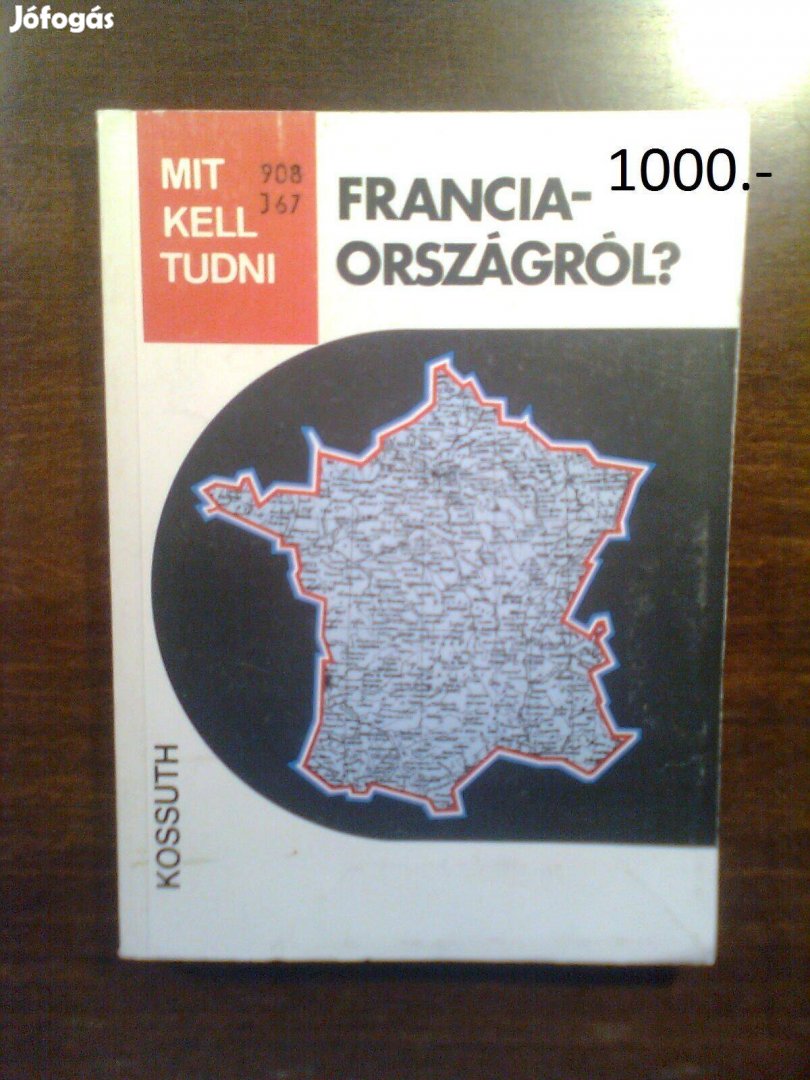 Jófogás
MIT
KELL
TUDNI
908
J67
FRANCIA-
ORSZÁGRÓL?
1000.-
KOSSUTH